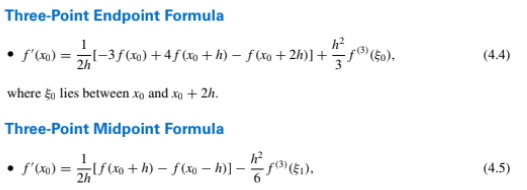 Three-Point Endpoint Formula
• f′(x₀) = 1/2h [−3f(x₀) + 4f(x₀ + h) − f(x₀ + 2h)] + h²/3 f⁽³⁾(ξ₀), (4.4)
where ξ₀ lies between x₀ and x₀ + 2h.
Three-Point Midpoint Formula
• f′(x₀) = 1/2h [f(x₀ + h) − f(x₀ − h)] − h²/6 f⁽³⁾(ξ₁), (4.5)